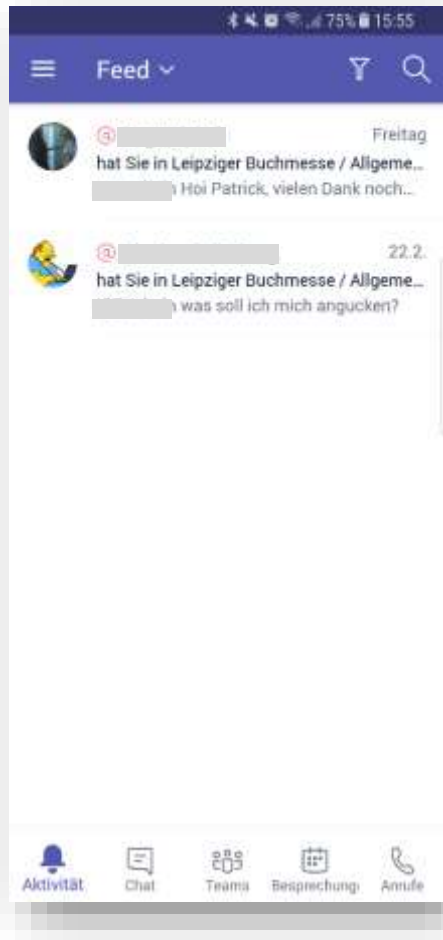 75% 15:55
Feed
@ Freitag
hat Sie in Leipziger Buchmesse / Allgeme...
Hoi Patrick, vielen Dank noch...
@ 22.2.
hat Sie in Leipziger Buchmesse / Allgeme...
was soll ich mich angucken?
Aktivität Chat Teams Besprechung Anrufe